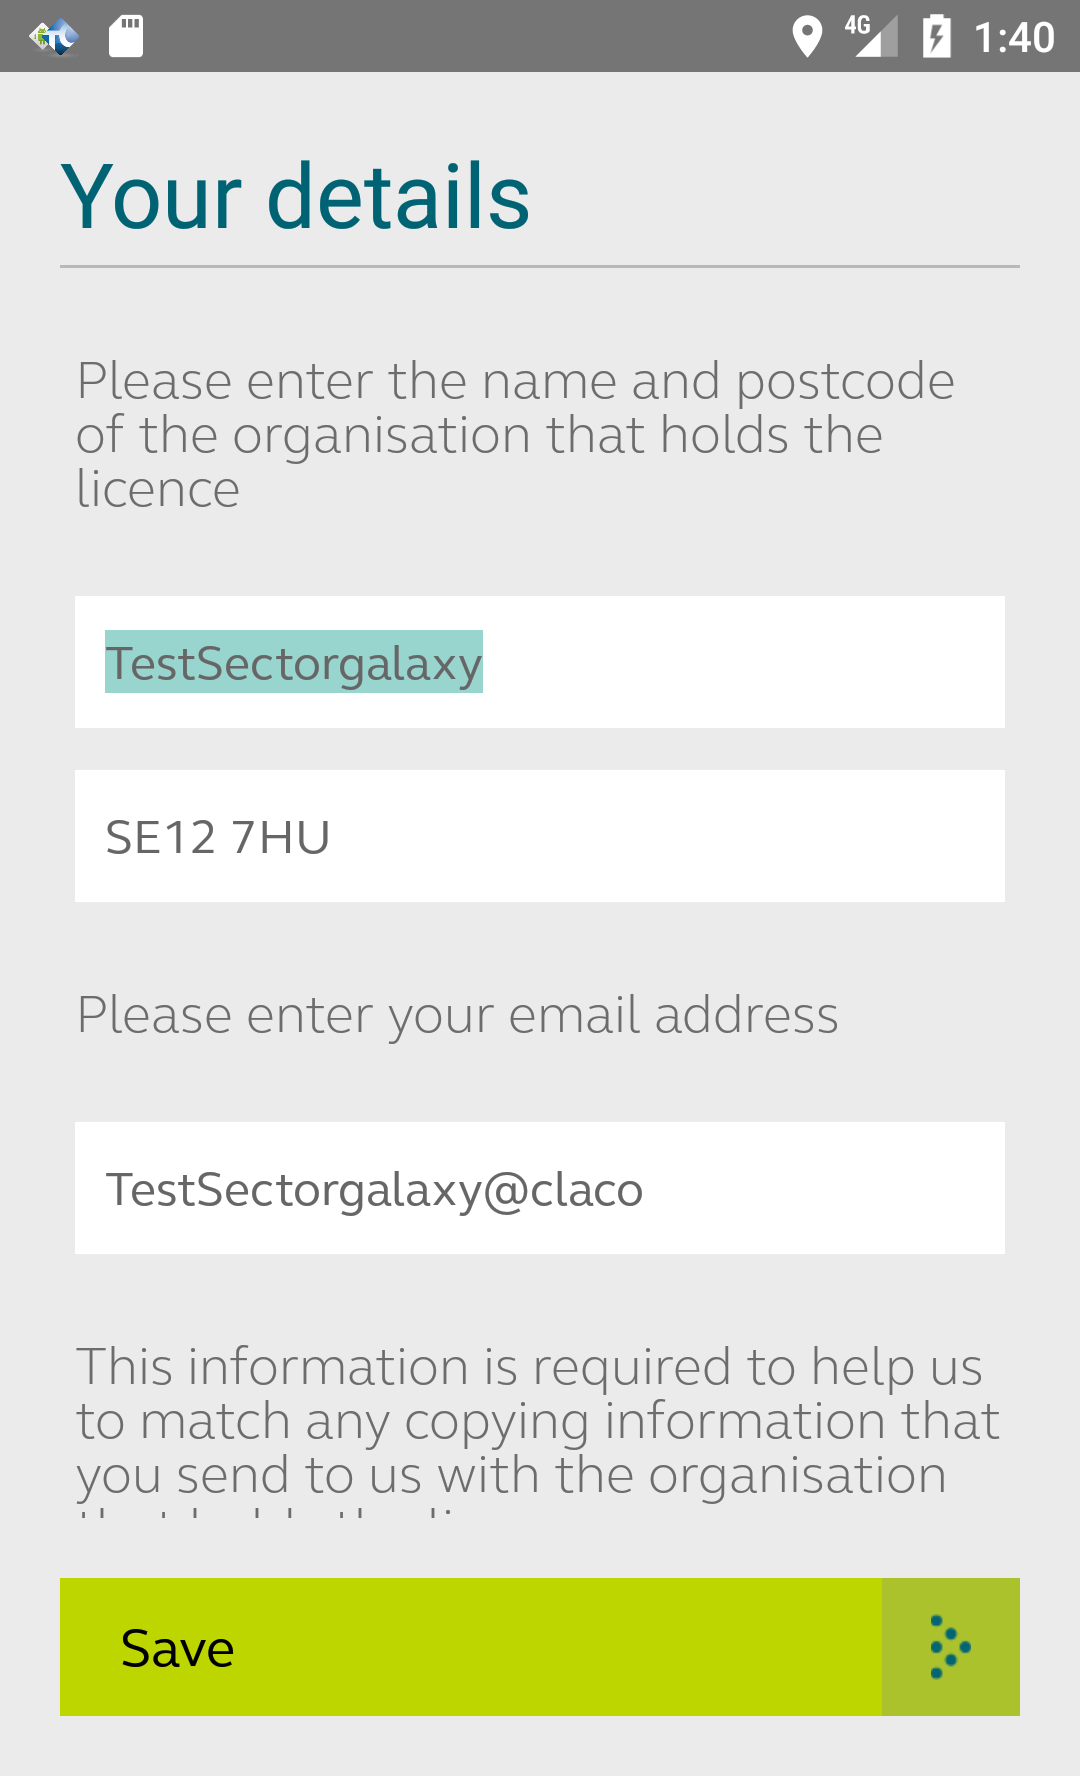 4G 1:40
Your details
Please enter the name and postcode
of the organisation that holds the
licence
TestSectorgalaxy
SE12 7HU
Please enter your email address
TestSectorgalaxy@claco
This information is required to help us
to match any copying information that
you send to us with the organisation
Save